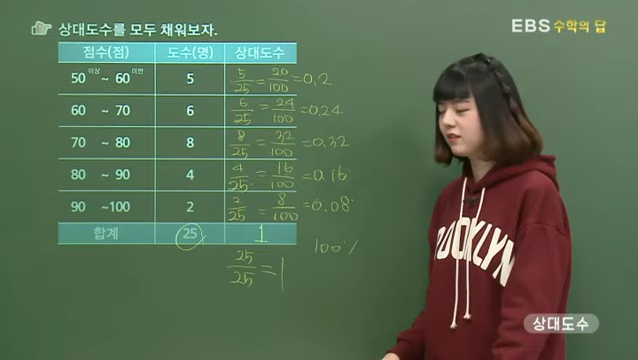 상대도수를 모두 채워보자.
EBS 수학의 답
점수(점) 도수(명) 상대도수
50 이상 ~ 60 미만 5 5/25 = 20/100 = 0.2
60 ~ 70 6 6/25 = 24/100 = 0.24
70 ~ 80 8 8/25 = 32/100 = 0.32
80 ~ 90 4 4/25 = 16/100 = 0.16
90 ~100 2 2/25 = 8/100 = 0.08
합계 25 1
100%
25/25 = 1
BROOKLYN
상대도수